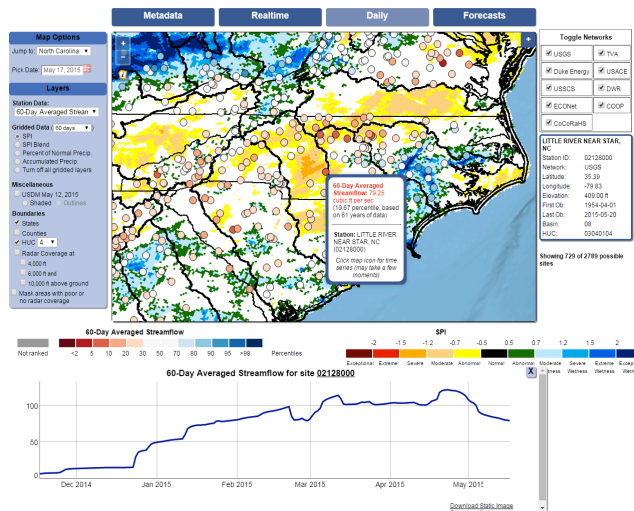 Metadata
Realtime
Daily
Forecasts
Map Options
Jump to: North Carolina
Pick Date: May 17, 2015
Layers
Station Data:
60-Day Averaged Strean
Gridded Data ( 60 days )
SPI
SPI Blend
Percent of Normal Precip.
Accumulated Precip.
Turn off all gridded layers
Miscellaneous
USDM May 12, 2015
Shaded Outlines
Boundaries
States
Counties
HUC 4
Radar Coverage at
4,000 ft
6,000 ft and
10,000 ft above ground
Mask areas with poor or
no radar coverage
+
-
i
+
60-Day Averaged
Streamflow: 79.25
cubic ft per sec
(19.67 percentile, based
on 61 years of data)
Station: LITTLE RIVER
NEAR STAR, NC
(02128000)
Click map icon for time
series (may take a few
moments)
Toggle Networks
USGS TVA
Duke Energy USACE
USSCS DWR
ECONet COOP
CoCoRaHS
LITTLE RIVER NEAR STAR,
NC
Station ID: 02128000
Network: USGS
Latitude: 35.39
Longitude: -79.83
Elevation: 409.00 ft
First Ob: 1954-04-01
Last Ob: 2015-05-20
Basin: 08
HUC: 03040104
Showing 729 of 2789 possible
sites
60-Day Averaged Streamflow
Not ranked <2 5 10 20 30 50 70 80 90 95 >98 Percentiles
SPI
-2 -1.5 -1.2 -0.7 -0.5 0.5 0.7 1.2 1.5 2
Exceptional Extreme Severe Moderate Abnormal Normal Abnormal Moderate Severe Extreme Excep
tness Wetness Wetness Wetn
60-Day Averaged Streamflow for site 02128000
X
100
50
0
Dec 2014 Jan 2015 Feb 2015 Mar 2015 Apr 2015 May 2015
Download Static Image